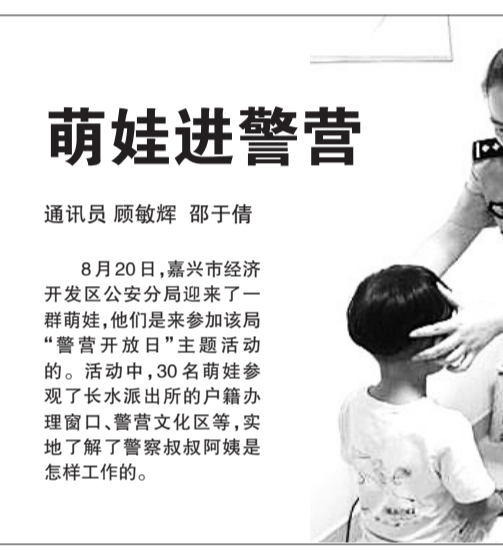 萌娃进警营
通讯员 顾敏辉 邵于倩
8月20日,嘉兴市经济
开发区公安分局迎来了一
群萌娃,他们是来参加该局
“警营开放日”主题活动
的。活动中,30名萌娃参
观了长水派出所的户籍办
理窗口、警营文化区等,实
地了解了警察叔叔阿姨是
怎样工作的。